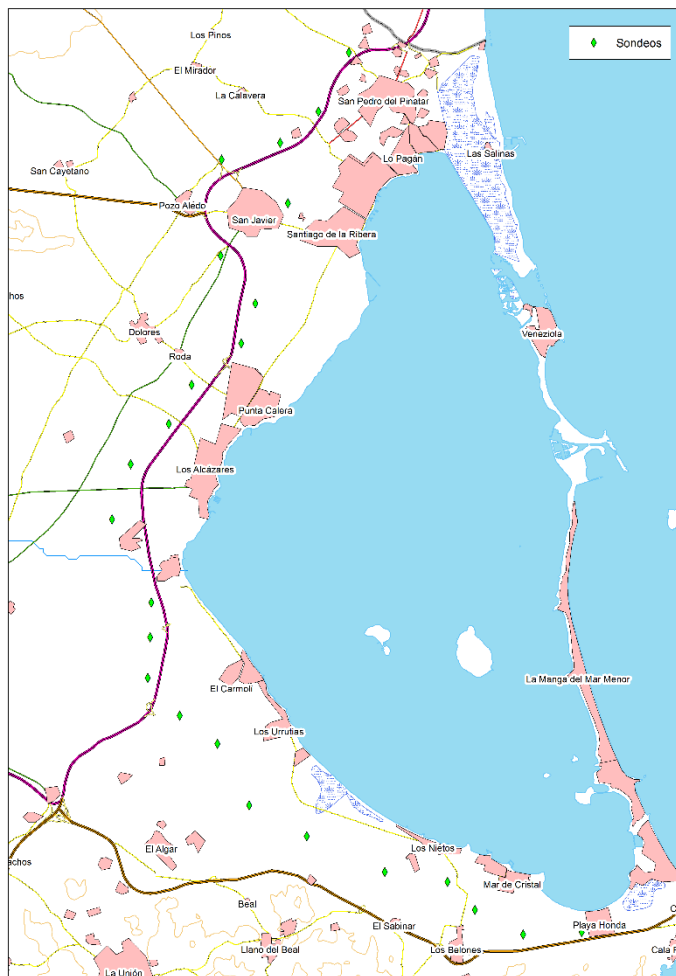 Sondeos
Los Pinos
El Mirador
La Calavera
San Pedro del Pinatar
Lo Pagán
Las Salinas
San Cayetano
Pozo Aledo
San Javier
Santiago de la Ribera
hos
Dolores
Veneziola
Roda
Punta Calera
Los Alcázares
La Manga del Mar Menor
El Carmolí
Los Urrutias
El Algar
chos
Los Nietos
Mar de Cristal
Beal
El Sabinar
Playa Honda
C
Llano del Beal
Los Belones
Cala R
La Unión